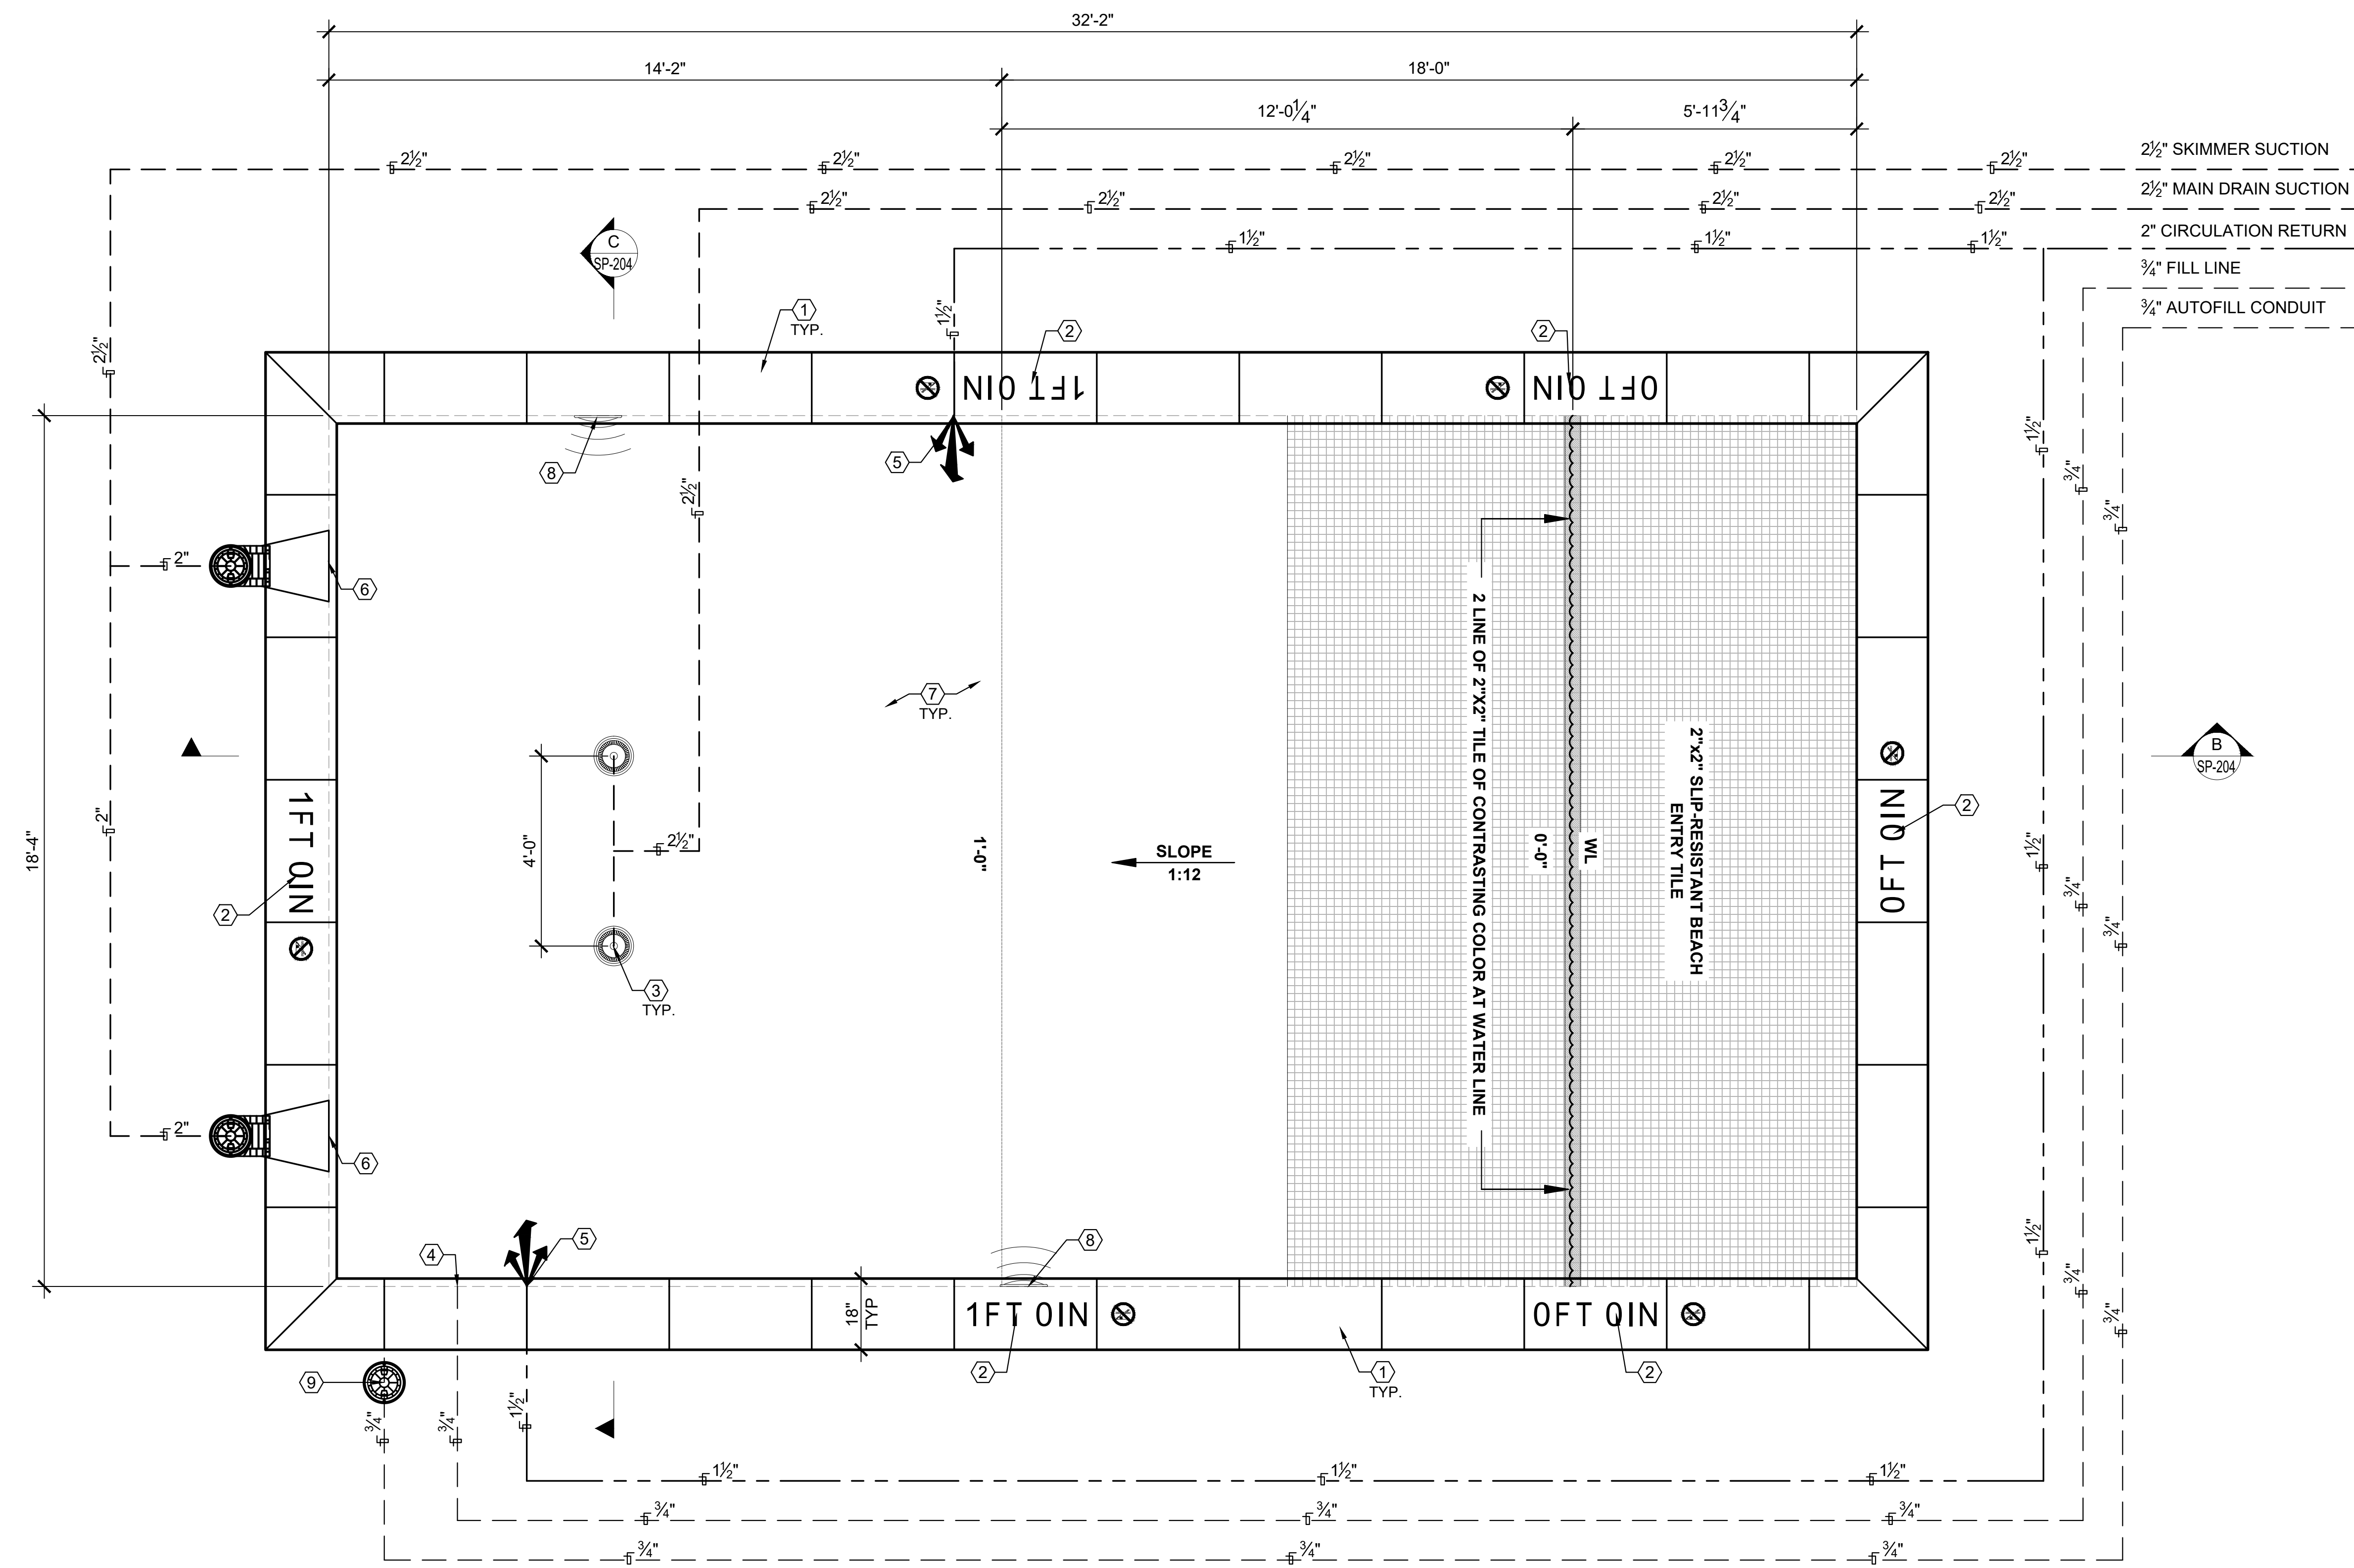 32'-2"
14'-2"
18'-0"
12'-0¼"
5'-11¾"
2½"
2½"
2½"
2½"
2½"
2½" SKIMMER SUCTION
2½"
2½"
2½"
2½"
2½" MAIN DRAIN SUCTION
1½"
1½"
1½"
2" CIRCULATION RETURN
¾" FILL LINE
¾" AUTOFILL CONDUIT
C
SP-204
1
TYP.
1½"
2
2
2½"
1FT 0IN
0FT 0IN
8
5
2½"
1½"
¾"
¾"
2"
6
2 LINE OF 2"X2" TILE OF CONTRASTING COLOR AT WATER LINE
7
TYP.
2"x2" SLIP-RESISTANT BEACH
ENTRY TILE
B
SP-204
18'-4"
2"
1FT 0IN
2
4'-0"
2½"
1'-0"
SLOPE
1:12
0'-0"
WL
0FT 0IN
2
1½"
¾"
¾"
3
TYP.
2"
6
4
5
8
1½"
¾"
¾"
18"
TYP
1FT 0IN
0FT 0IN
9
2
1
TYP.
2
¾"
¾"
1½"
1½"
1½"
1½"
¾"
¾"
¾"
¾"
¾"
¾"